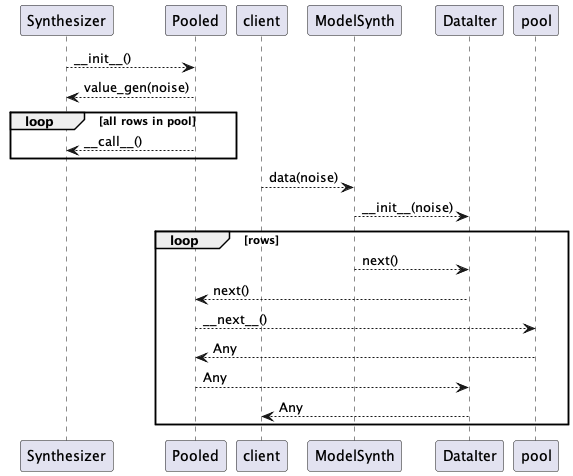 Synthesizer Pooled client ModelSynth DataIter pool
__init__()
value_gen(noise)
loop [all rows in pool]
__call__()
data(noise)
__init__(noise)
loop [rows]
next()
next()
__next__()
Any
Any
Any
Synthesizer Pooled client ModelSynth DataIter pool